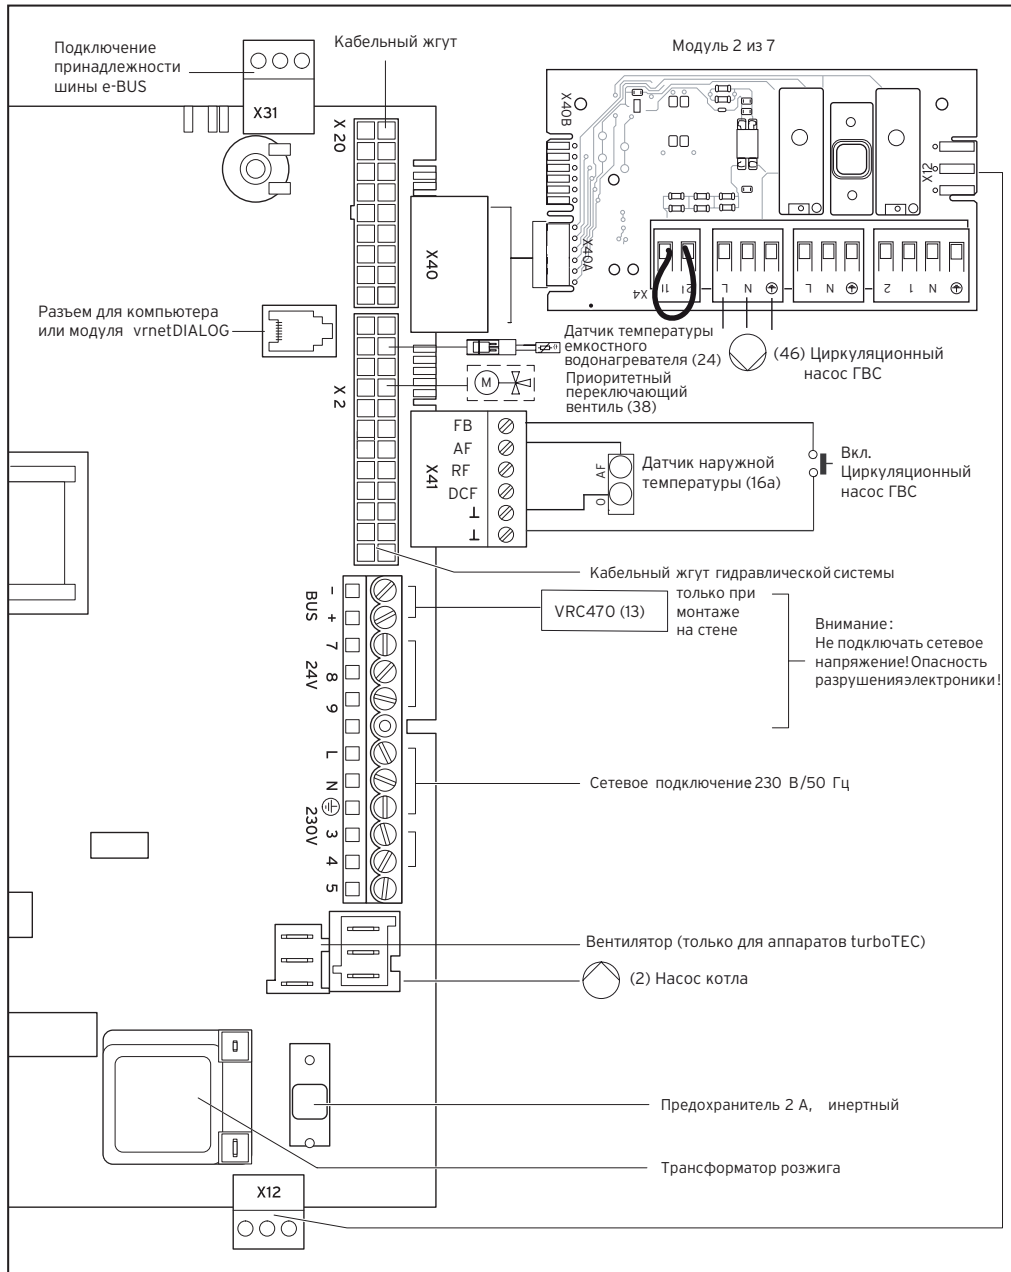 Подключение
принадлежности
шины e-BUS
Кабельный жгут
Модуль 2 из 7
X31
X 20
X40B
X12
X40
X40A
X4
1L 2L
L N
L N
2 1 N
Разъем для компьютера
или модуля vrnetDIALOG
Датчик температуры
емкостного
водонагревателя (24)
(46) Циркуляционный
насос ГВС
X 2
M
Приоритетный
переключающий
вентиль (38)
X41
FB
AF
RF
DCF
AF
0
Датчик наружной
температуры (16a)
Вкл.
Циркуляционный
насос ГВС
Кабельный жгут гидравлической системы
- +
BUS
VRC470 (13)
только при
монтаже
на стене
Внимание:
Не подключать сетевое
напряжение! Опасность
разрушения электроники!
7 8 9
24V
L N
Сетевое подключение 230 В/50 Гц
230V
3 4 5
Вентилятор (только для аппаратов turboTEC)
(2) Насос котла
Предохранитель 2 А, инертный
Трансформатор розжига
X12